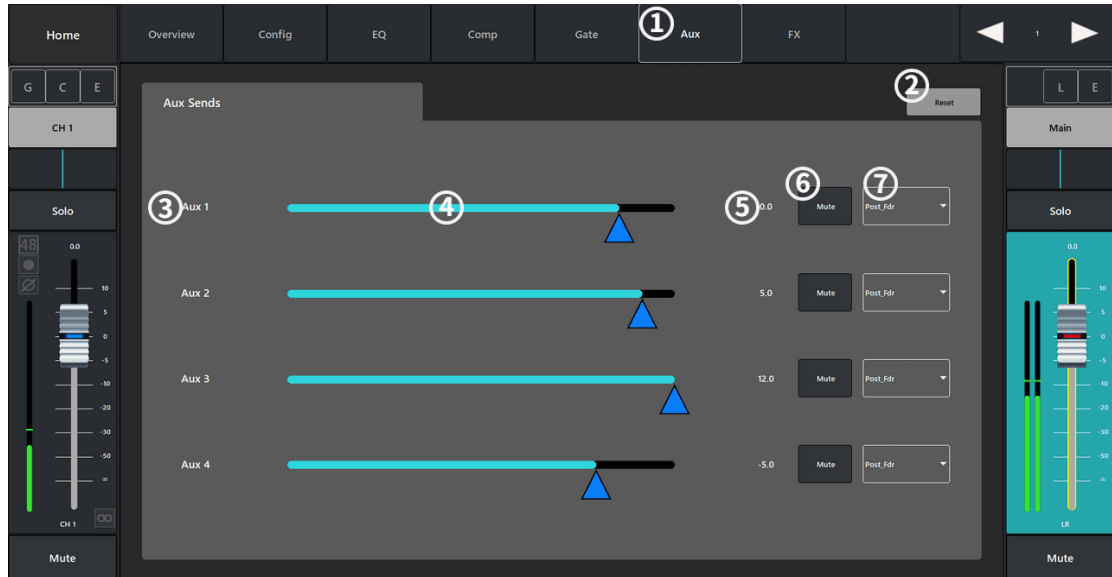 Home Overview Config EQ Comp Gate ① Aux FX 1
G C E
CH 1
Solo
48
0.0
10
5
0
-5
-10
-20
-30
-50
∞
CH 1
∞
Mute
Aux Sends
② Reset
③ Aux 1 ④ ⑤ 0.0 ⑥ Mute ⑦ Post_Fdr
Aux 2 5.0 Mute Post_Fdr
Aux 3 12.0 Mute Post_Fdr
Aux 4 -5.0 Mute Post_Fdr
L E
Main
Solo
0.0
10
5
0
-5
-10
-20
-30
-50
∞
LR
Mute